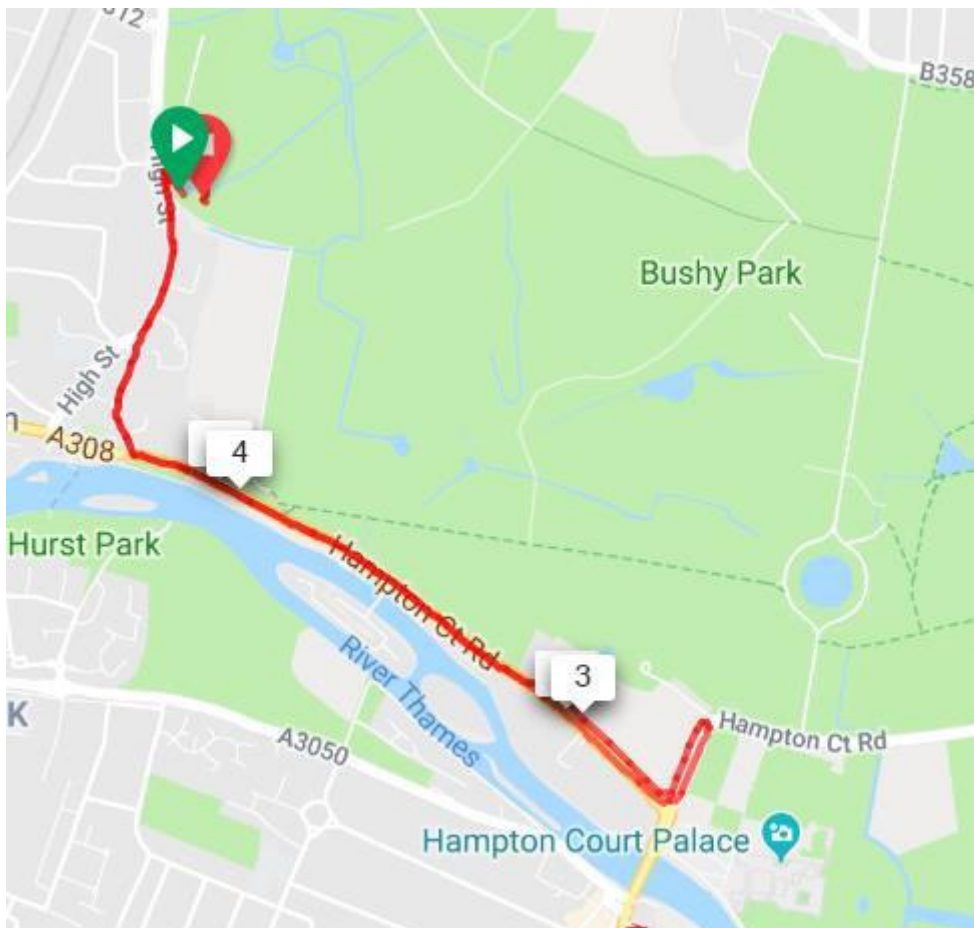 B358
High St
Bushy Park
High St
A308
4
Hurst Park
Hampton Ct Rd
River Thames
3
K
A3050
Hampton Ct Rd
Hampton Court Palace